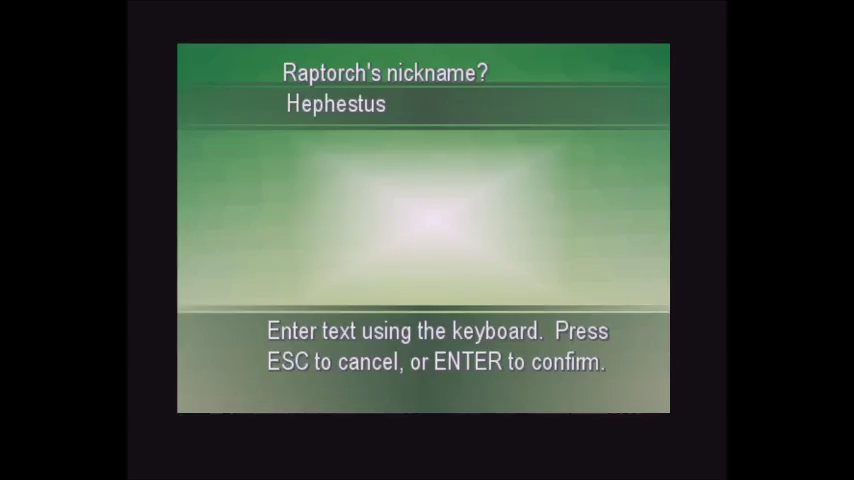 Raptorch's nickname?
Hephestus
Enter text using the keyboard.  Press
ESC to cancel, or ENTER to confirm.